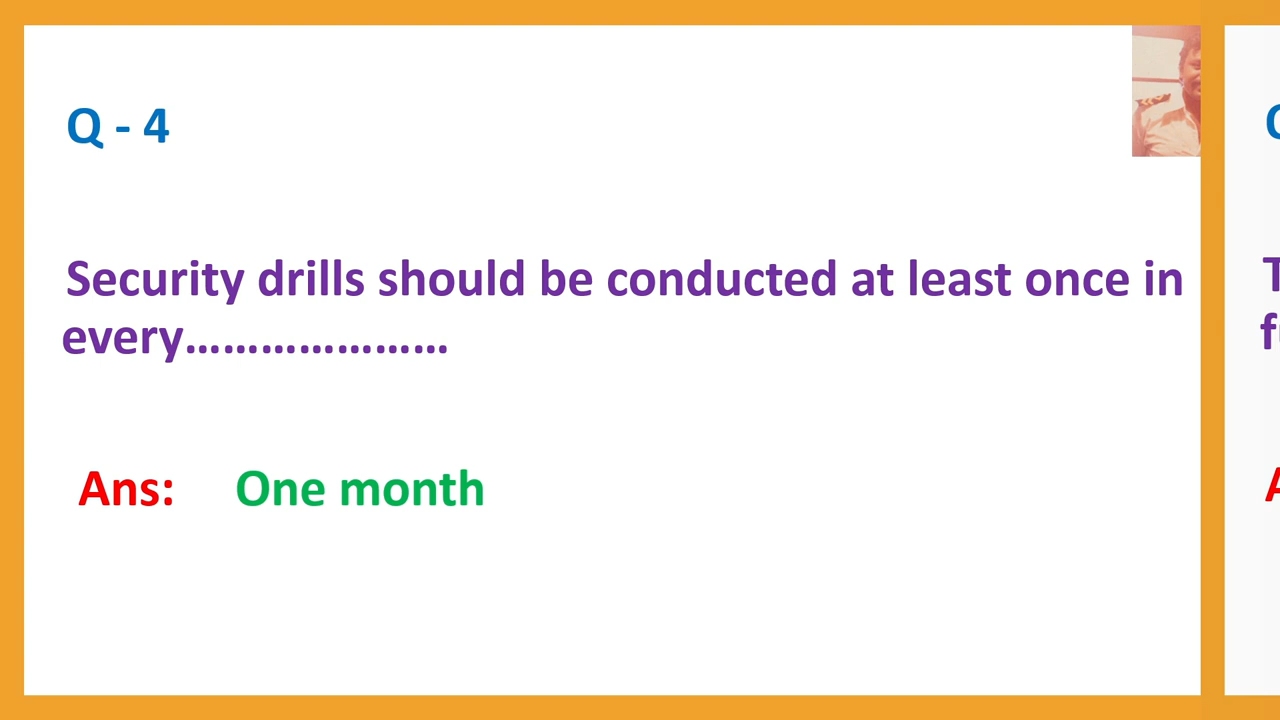 Q - 4
Security drills should be conducted at least once in
every.....................
Ans: One month